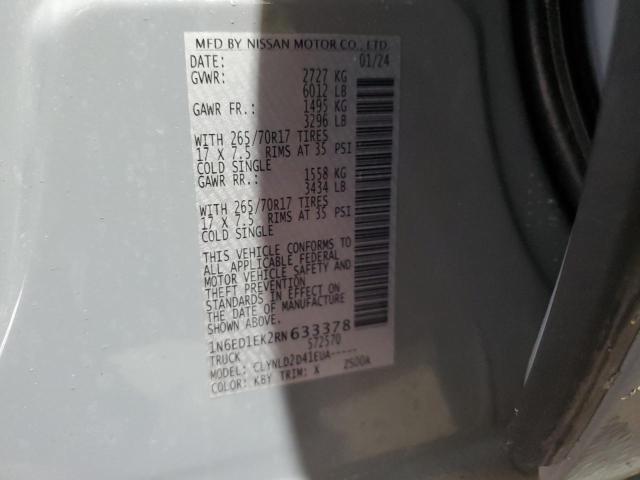 MFD BY NISSAN MOTOR CO., LTD.
DATE: 01/24
GVWR: 2727 KG
6012 LB
GAWR FR.: 1495 KG
3296 LB
WITH 265/70R17 TIRES
17 X 7.5 RIMS AT 35 PSI
COLD SINGLE
GAWR RR.: 1558 KG
3434 LB
WITH 265/70R17 TIRES
17 X 7.5 RIMS AT 35 PSI
COLD SINGLE
THIS VEHICLE CONFORMS TO
ALL APPLICABLE FEDERAL
MOTOR VEHICLE SAFETY AND
THEFT PREVENTION
STANDARDS IN EFFECT ON
THE DATE OF MANUFACTURE
SHOWN ABOVE.
1N6ED1EK2RN633378
TRUCK 572570
MODEL: CLYNLD2D41EUA-----
COLOR: KBY TRIM: X ZS00A